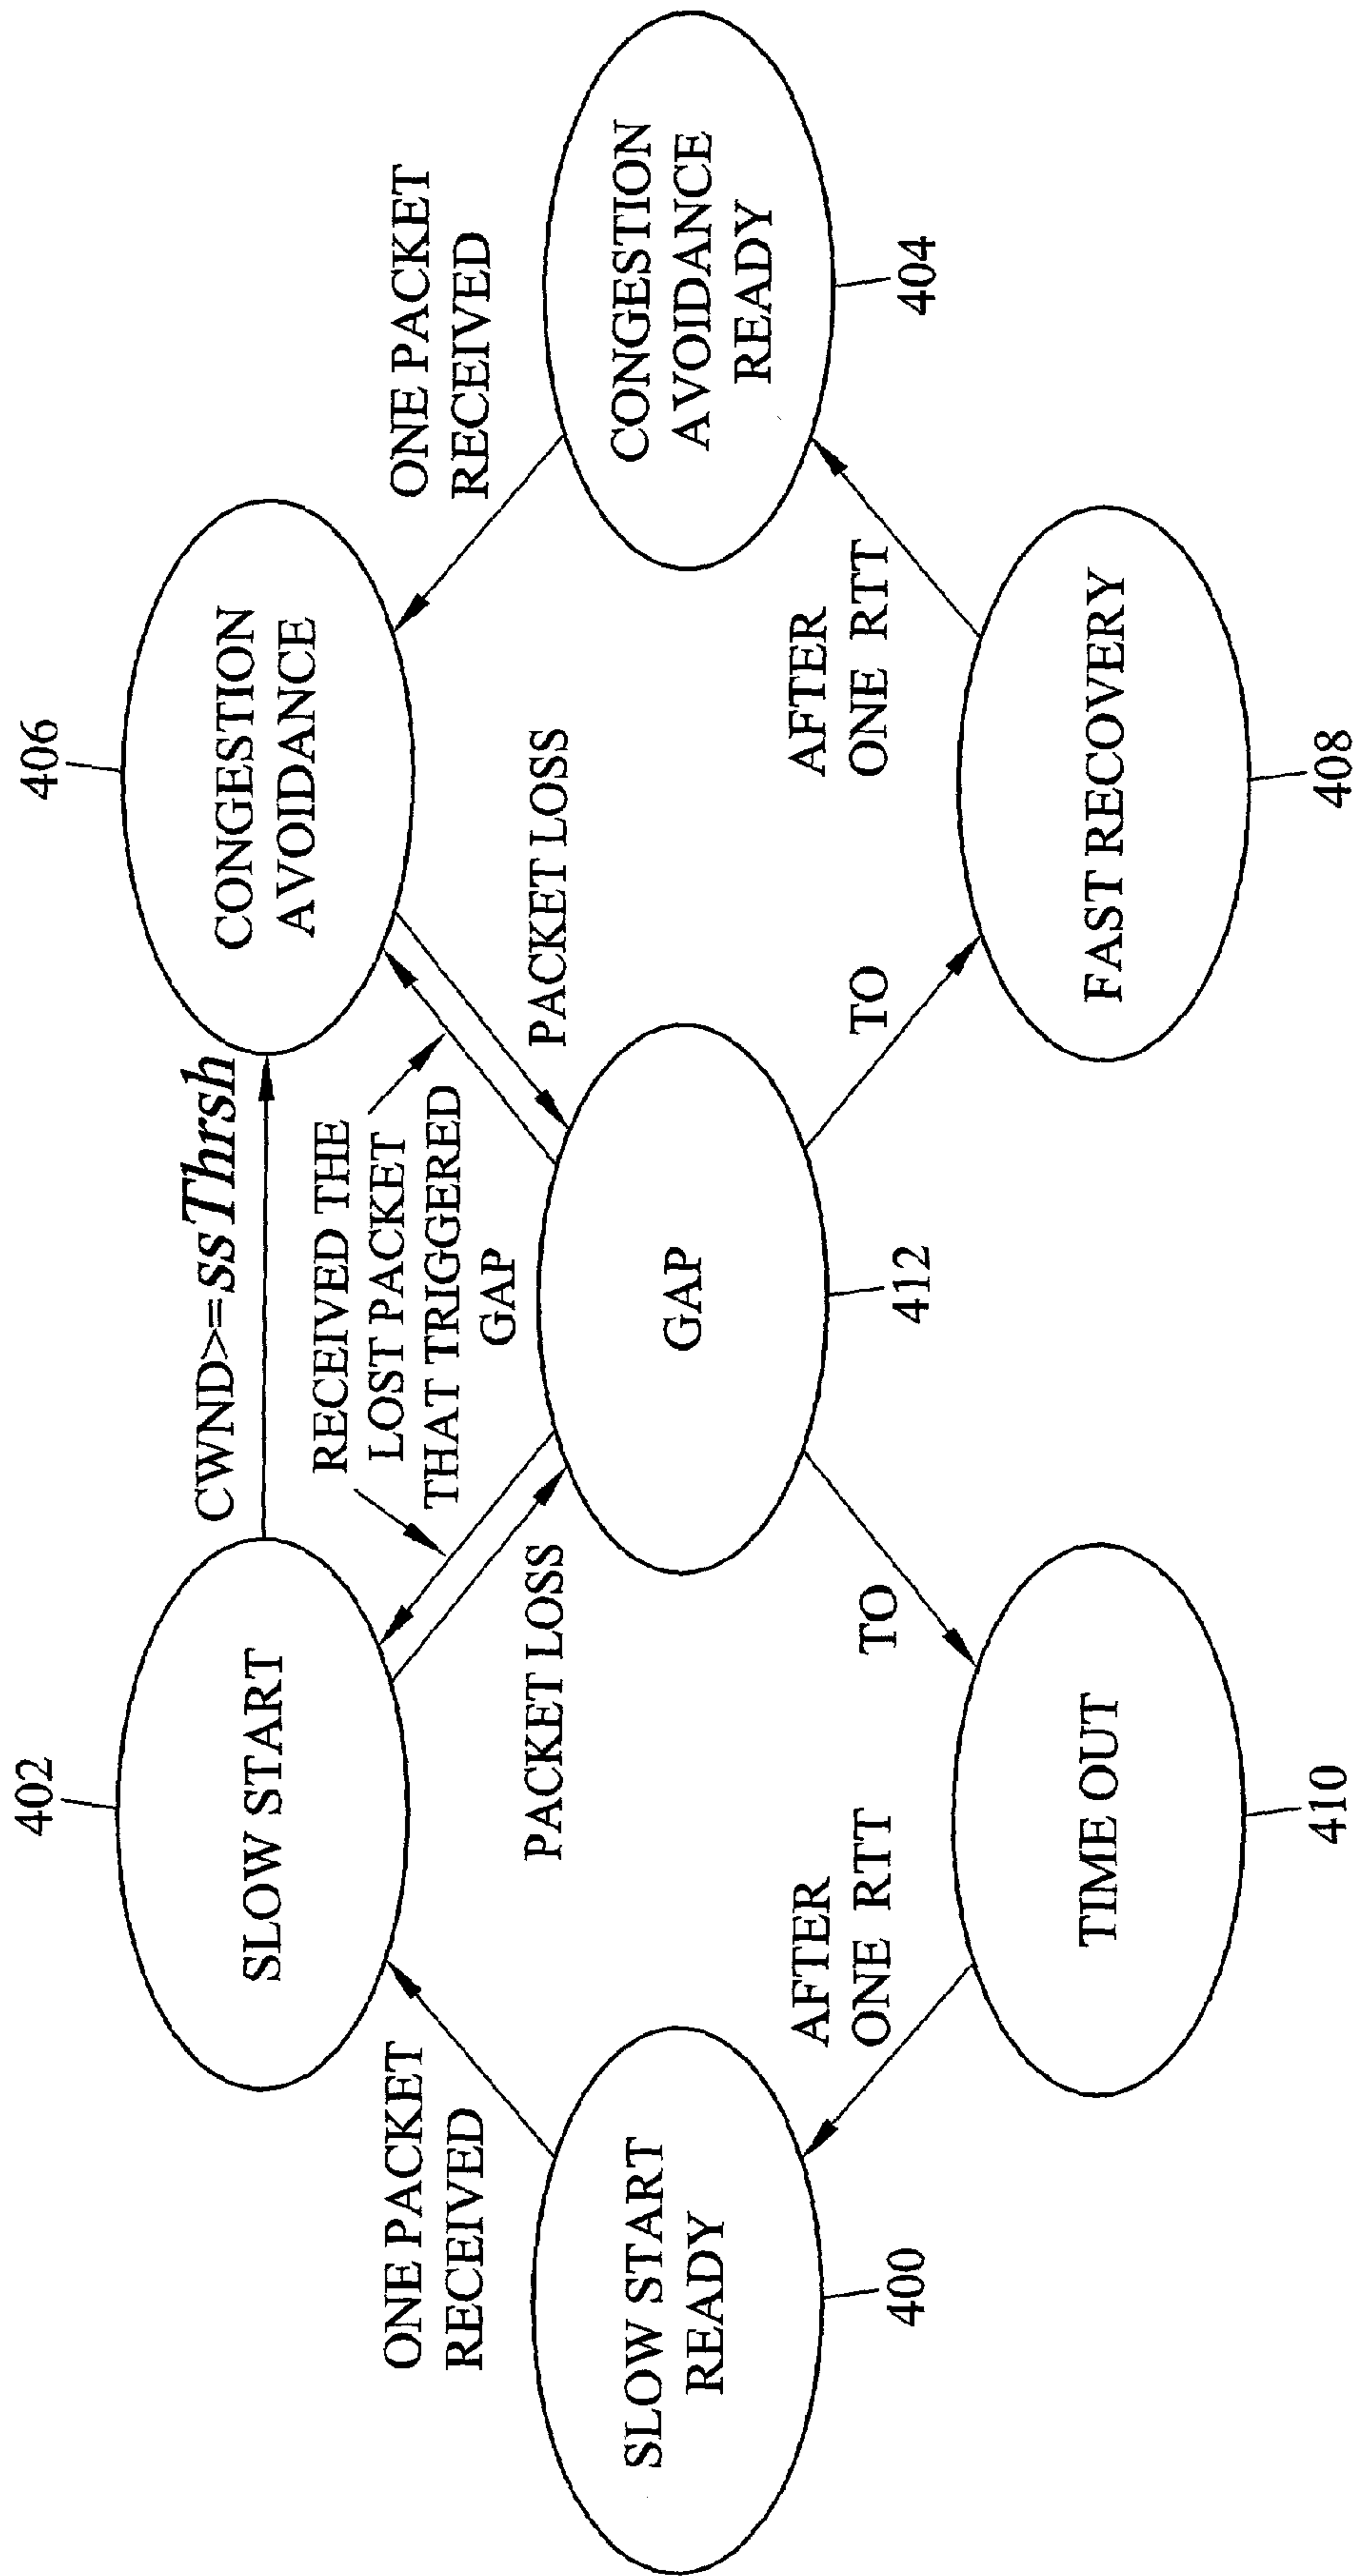 402
406
SLOW START
CONGESTION
AVOIDANCE
CWND>=ssThrsh
ONE PACKET
RECEIVED
RECEIVED THE
LOST PACKET
THAT TRIGGERED
GAP
ONE PACKET
RECEIVED
PACKET LOSS
PACKET LOSS
SLOW START
READY
400
GAP
412
CONGESTION
AVOIDANCE
READY
404
AFTER
ONE RTT
TO
TO
AFTER
ONE RTT
TIME OUT
410
FAST RECOVERY
408